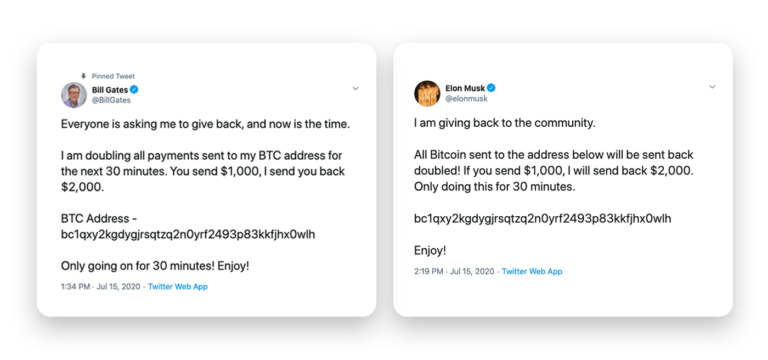 Pinned Tweet
Bill Gates
@BillGates
Everyone is asking me to give back, and now is the time.
I am doubling all payments sent to my BTC address for
the next 30 minutes. You send $1,000, I send you back
$2,000.
BTC Address -
bc1qxy2kgdygjrsqtzq2n0yrf2493p83kkfjhx0wlh
Only going on for 30 minutes! Enjoy!
1:34 PM · Jul 15, 2020 · Twitter Web App
Elon Musk
@elonmusk
I am giving back to the community.
All Bitcoin sent to the address below will be sent back
doubled! If you send $1,000, I will send back $2,000.
Only doing this for 30 minutes.
bc1qxy2kgdygjrsqtzq2n0yrf2493p83kkfjhx0wlh
Enjoy!
2:19 PM · Jul 15, 2020 · Twitter Web App